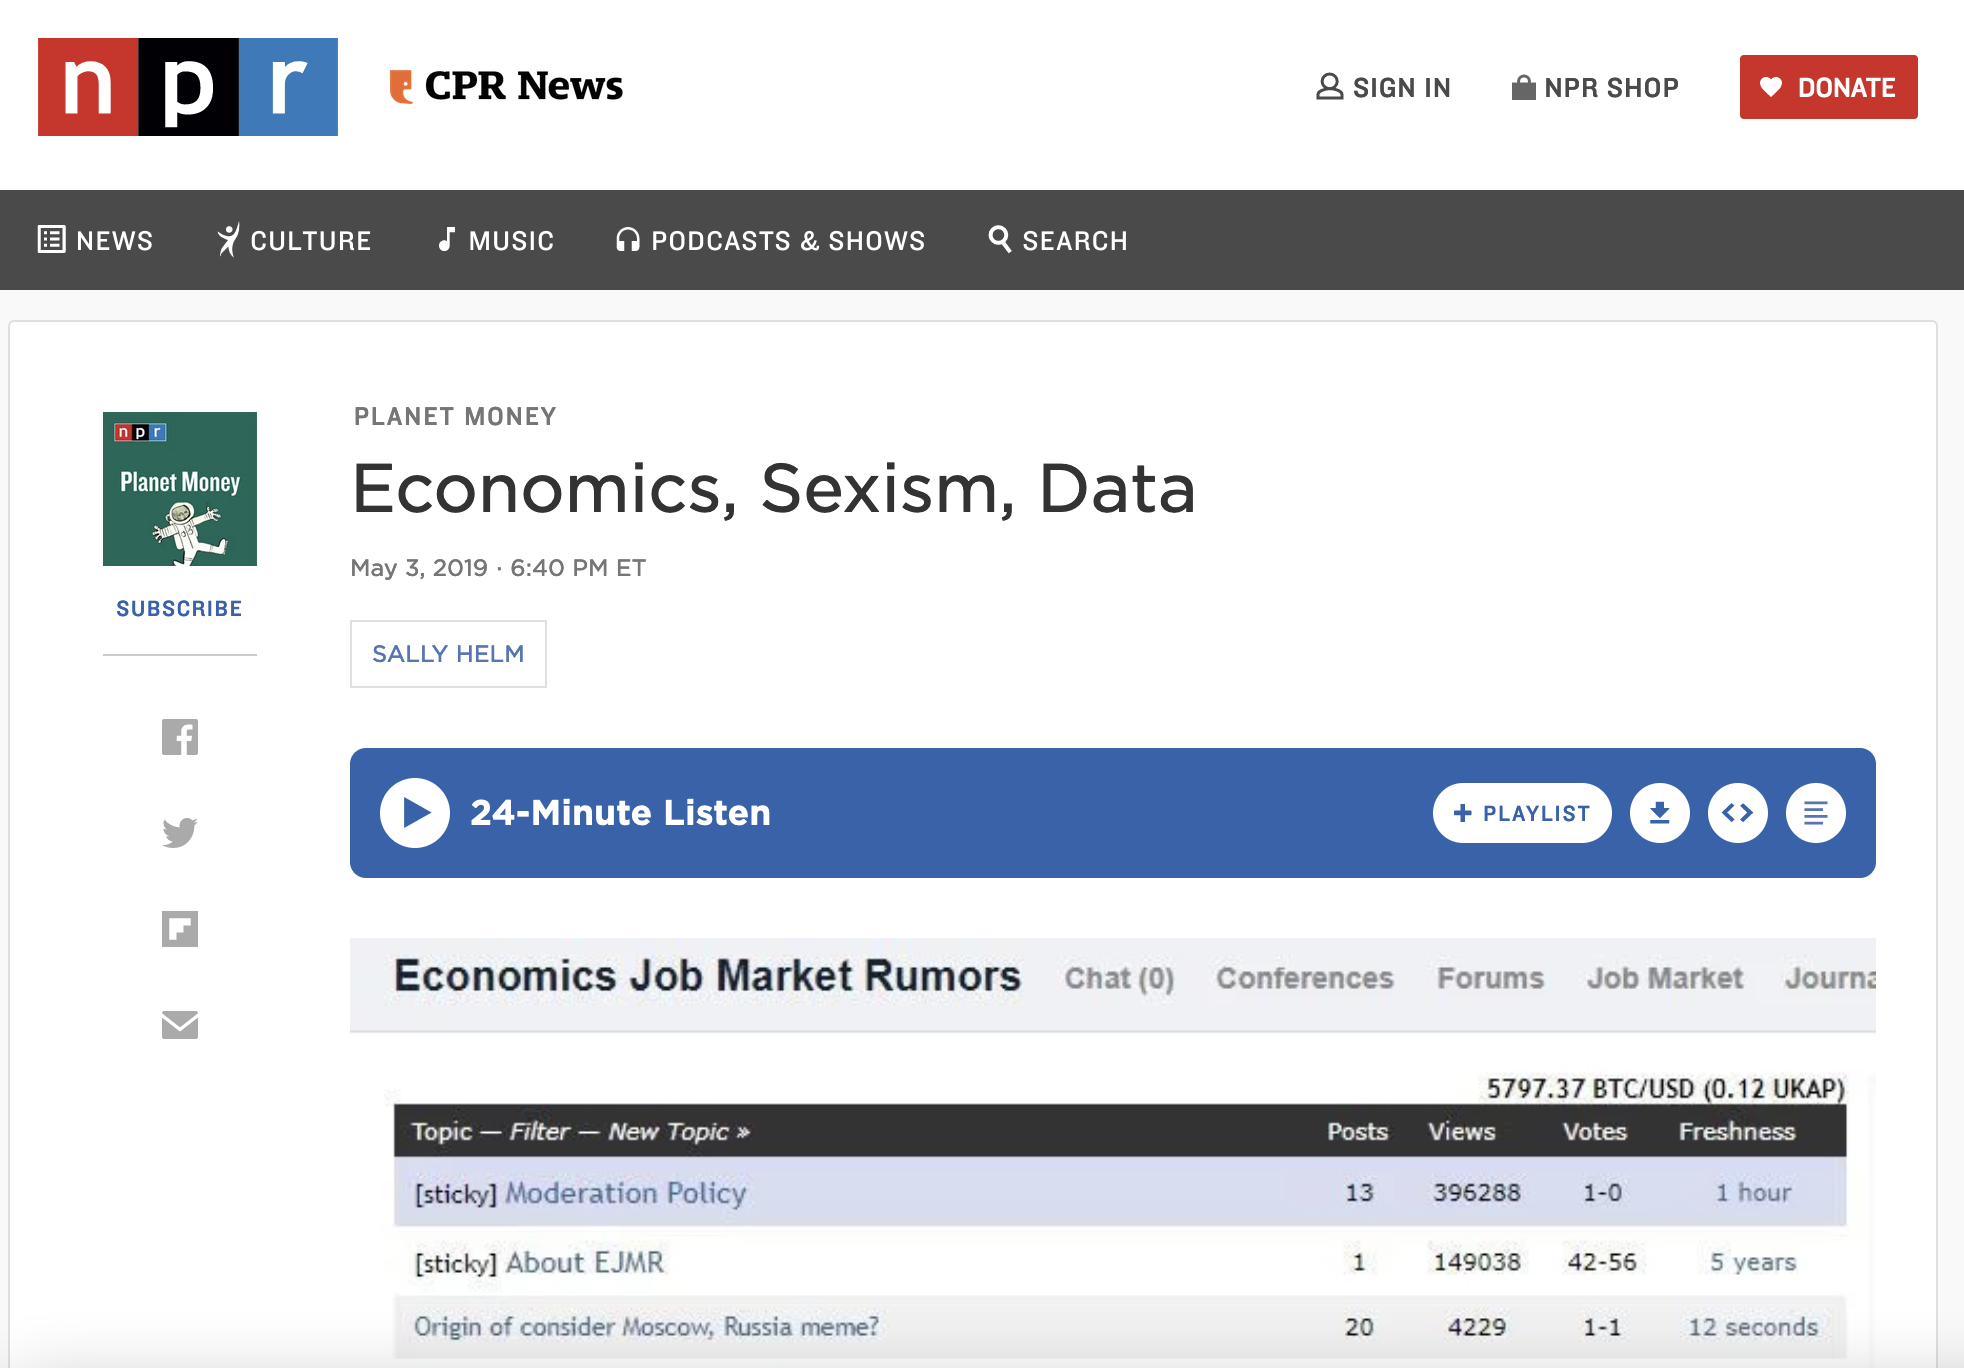 npr
CPR News
SIGN IN
NPR SHOP
DONATE
NEWS
CULTURE
MUSIC
PODCASTS & SHOWS
SEARCH
npr
Planet Money
SUBSCRIBE
PLANET MONEY
Economics, Sexism, Data
May 3, 2019 · 6:40 PM ET
SALLY HELM
24-Minute Listen
+ PLAYLIST
Economics Job Market Rumors Chat (0) Conferences Forums Job Market Journa
5797.37 BTC/USD (0.12 UKAP)
Topic — Filter — New Topic » Posts Views Votes Freshness
[sticky] Moderation Policy 13 396288 1-0 1 hour
[sticky] About EJMR 1 149038 42-56 5 years
Origin of consider Moscow, Russia meme? 20 4229 1-1 12 seconds